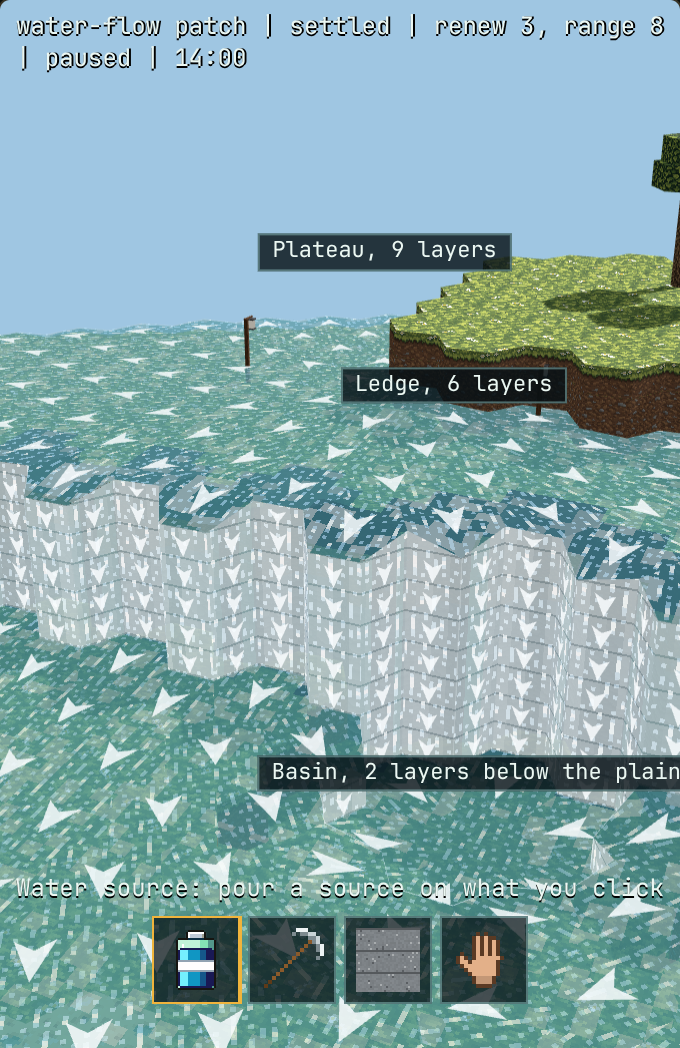 water-flow patch | settled | renew 3, range 8
| paused | 14:00
Plateau, 9 layers
Ledge, 6 layers
Basin, 2 layers below the plain
Water source: pour a source on what you click